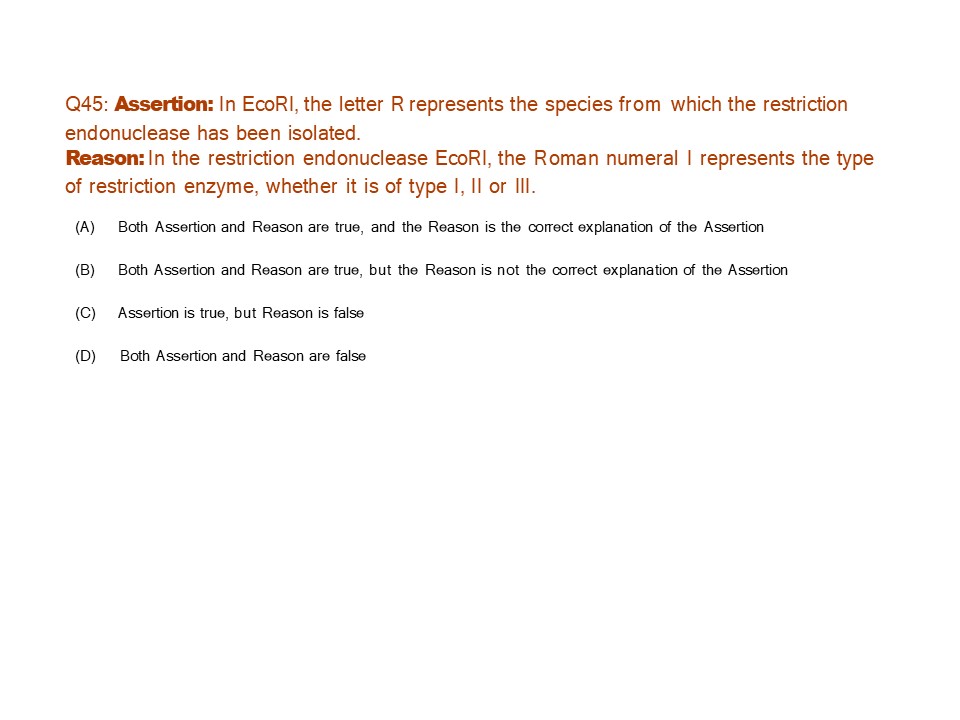 Q45: Assertion: In EcoRI, the letter R represents the species from which the restriction
endonuclease has been isolated.
Reason: In the restriction endonuclease EcoRI, the Roman numeral I represents the type
of restriction enzyme, whether it is of type I, II or III.
(A) Both Assertion and Reason are true, and the Reason is the correct explanation of the Assertion
(B) Both Assertion and Reason are true, but the Reason is not the correct explanation of the Assertion
(C) Assertion is true, but Reason is false
(D) Both Assertion and Reason are false